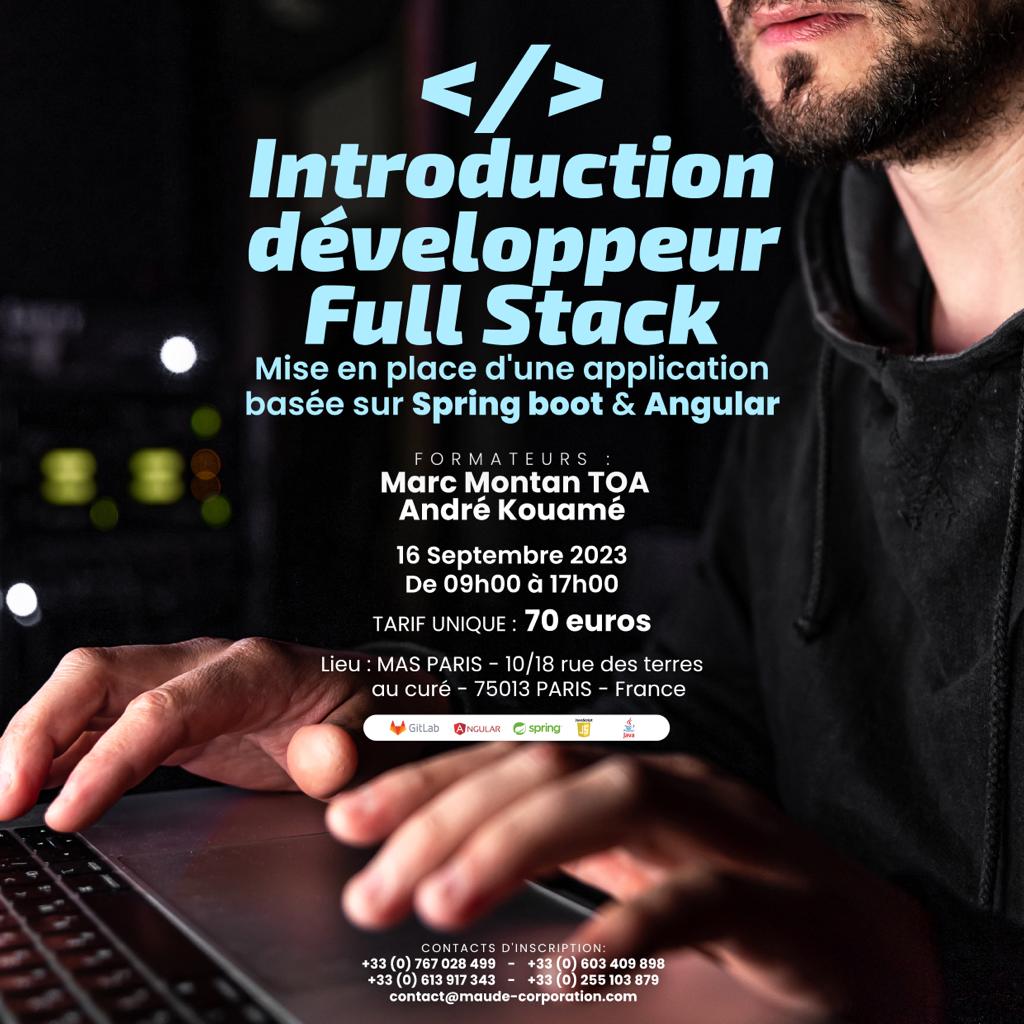 </>
Introduction
développeur
Full Stack
Mise en place d'une application
basée sur Spring boot & Angular
FORMATEURS :
Marc Montan TOA
André Kouamé
16 Septembre 2023
De 09h00 à 17h00
TARIF UNIQUE : 70 euros
Lieu : MAS PARIS - 10/18 rue des terres
au curé - 75013 PARIS - France
GitLab ANGULAR spring JavaScript JS Java
CONTACTS D'INSCRIPTION:
+33 (0) 767 028 499 - +33 (0) 603 409 898
+33 (0) 613 917 343 - +33 (0) 255 103 879
contact@maude-corporation.com